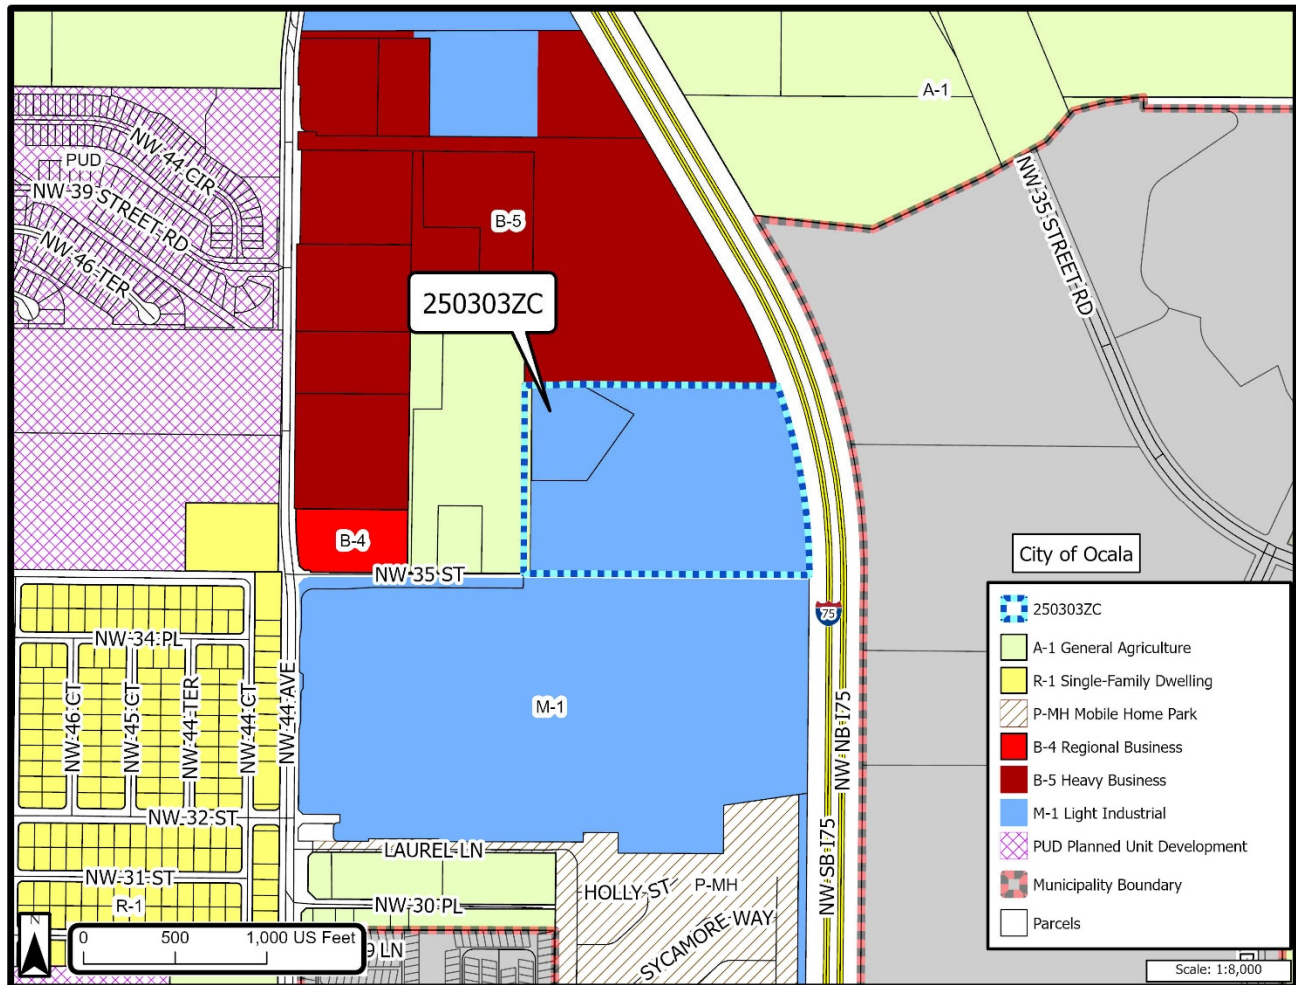 A-1
NW 44 CIR
PUD
NW 39 STREET RD
NW 46 TER
B-5
NW 35 STREET RD
250303ZC
B-4
NW 35 ST
City of Ocala
75
NW 34 PL
NW 46 CT
NW 45 CT
NW 44 TER
NW 44 CT
NW 44 AVE
M-1
NW NB I75
NW SB I75
NW 32 ST
LAUREL LN
NW 31 ST
R-1
HOLLY ST
P-MH
NW 30 PL
SYCAMORE WAY
9 LN
250303ZC
A-1 General Agriculture
R-1 Single-Family Dwelling
P-MH Mobile Home Park
B-4 Regional Business
B-5 Heavy Business
M-1 Light Industrial
PUD Planned Unit Development
Municipality Boundary
Parcels
N
0 500 1,000 US Feet
Scale: 1:8,000